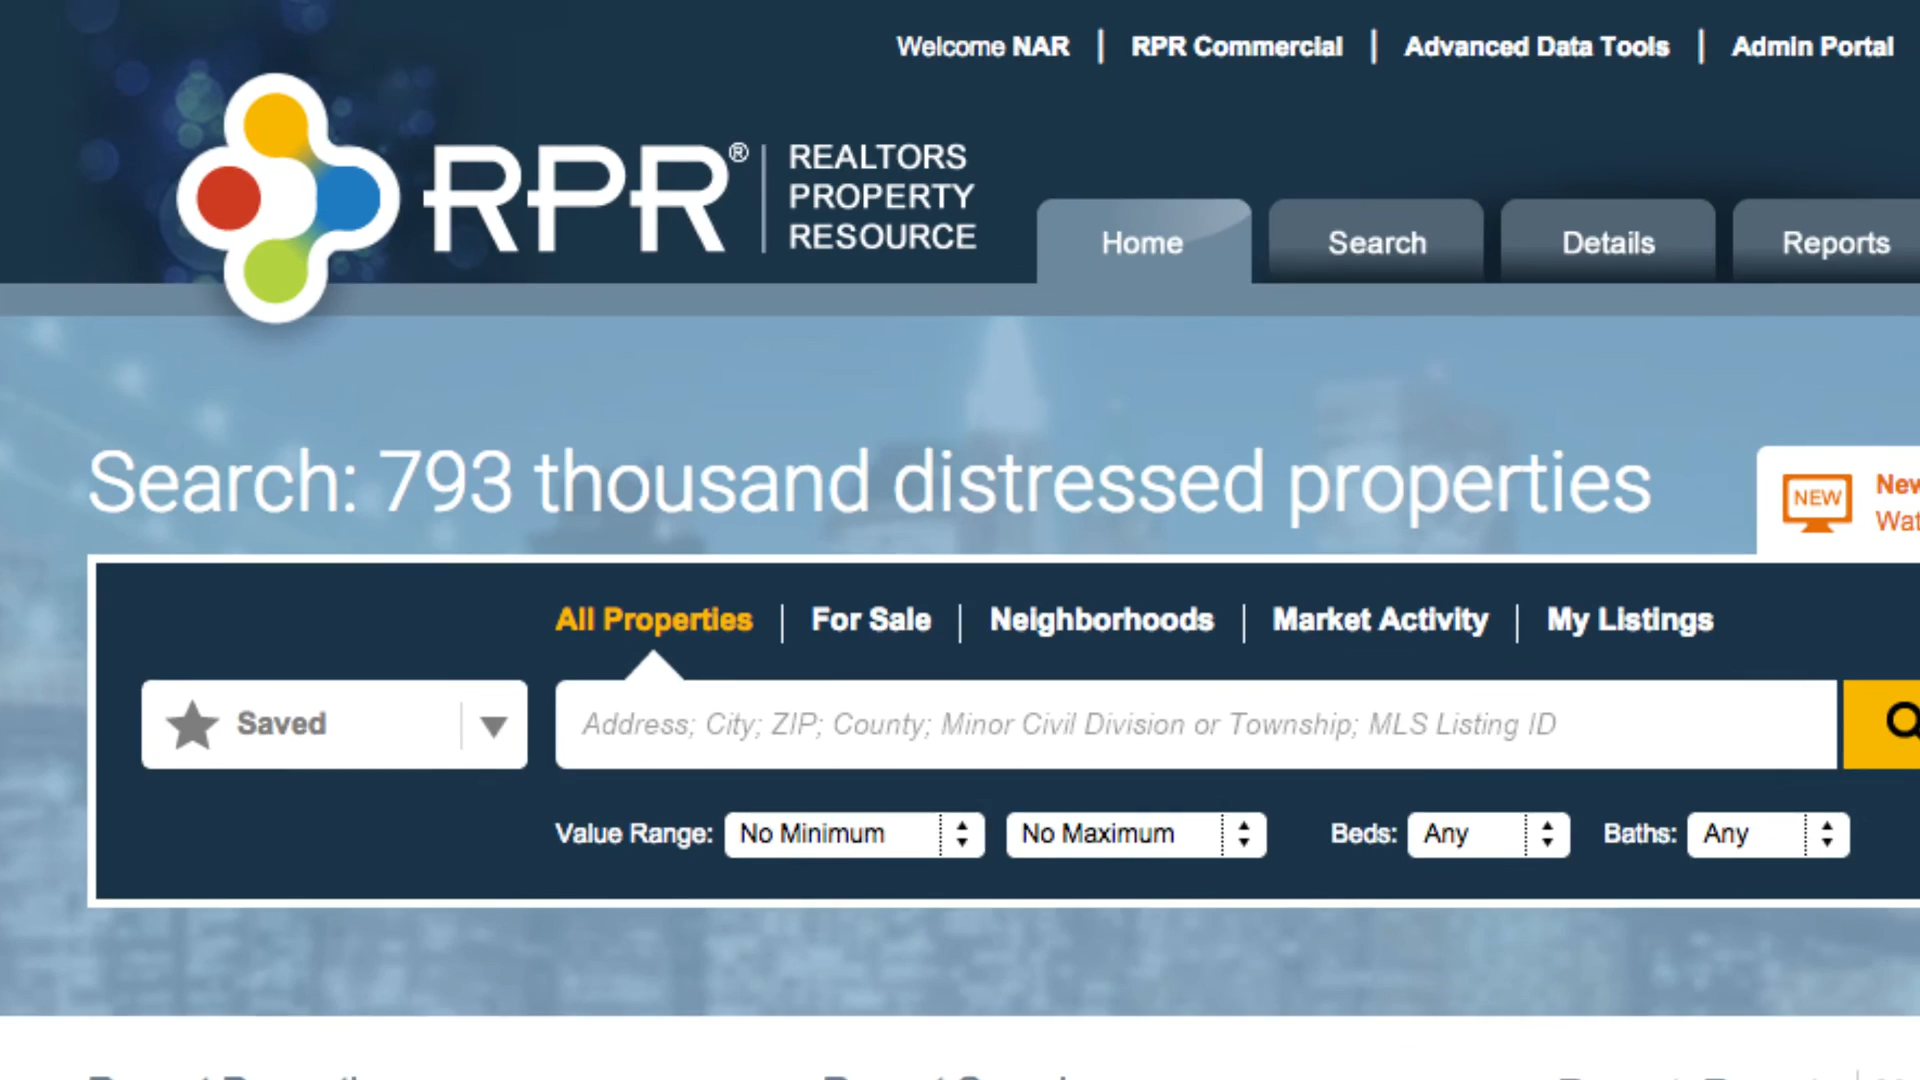 Welcome NAR | RPR Commercial | Advanced Data Tools | Admin Portal
RPR® | REALTORS
PROPERTY
RESOURCE
Home Search Details Reports
Search: 793 thousand distressed properties
NEW
All Properties | For Sale | Neighborhoods | Market Activity | My Listings
Saved
Address; City; ZIP; County; Minor Civil Division or Township; MLS Listing ID
Value Range: No Minimum No Maximum Beds: Any Baths: Any